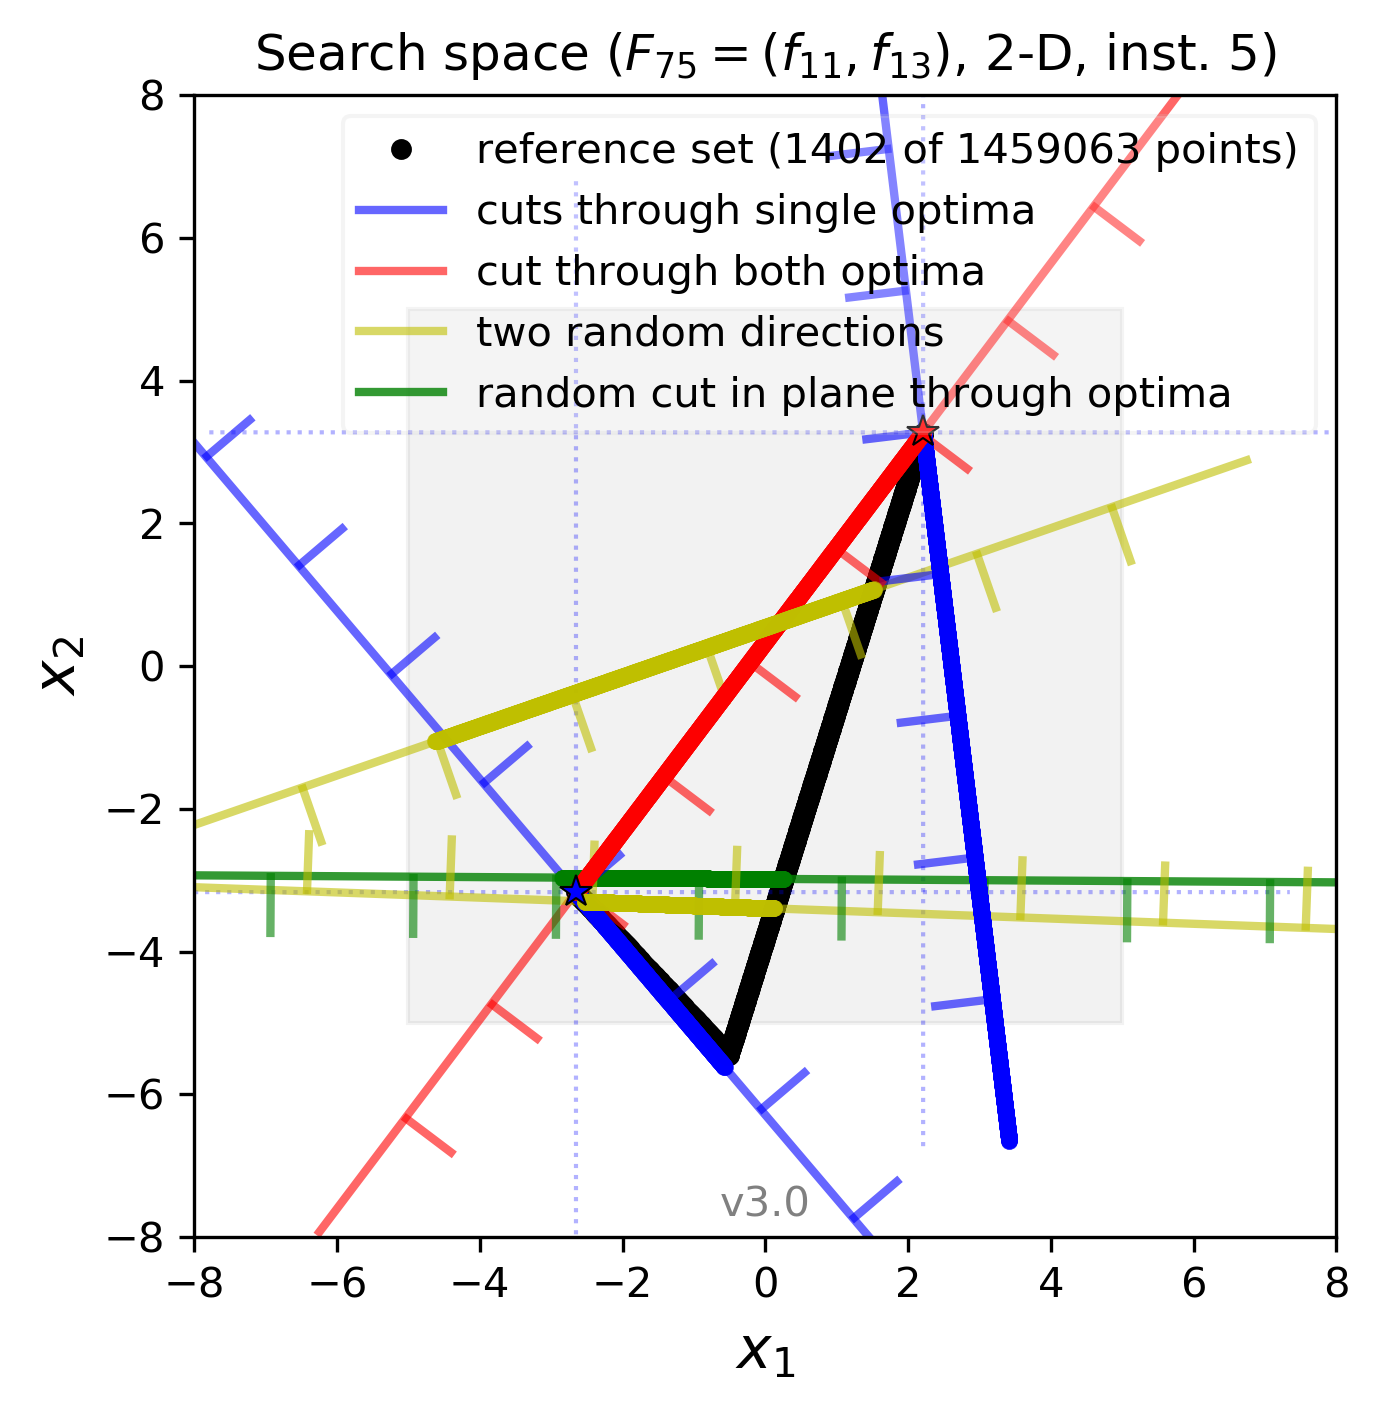 Search space (F₇₅ = (f₁₁, f₁₃), 2-D, inst. 5)
reference set (1402 of 1459063 points)
cuts through single optima
cut through both optima
two random directions
random cut in plane through optima
8
6
4
2
0
−2
−4
−6
−8
x₂
v3.0
−8 −6 −4 −2 0 2 4 6 8
x₁